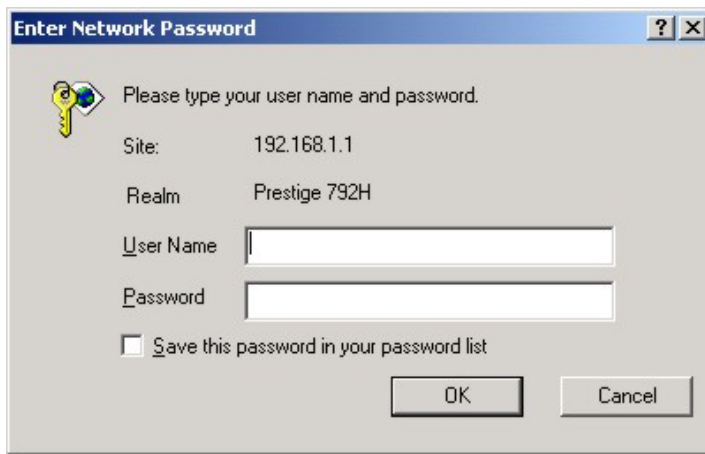 Enter Network Password
Please type your user name and password.
Site: 192.168.1.1
Realm Prestige 792H
User Name
Password
Save this password in your password list
OK Cancel